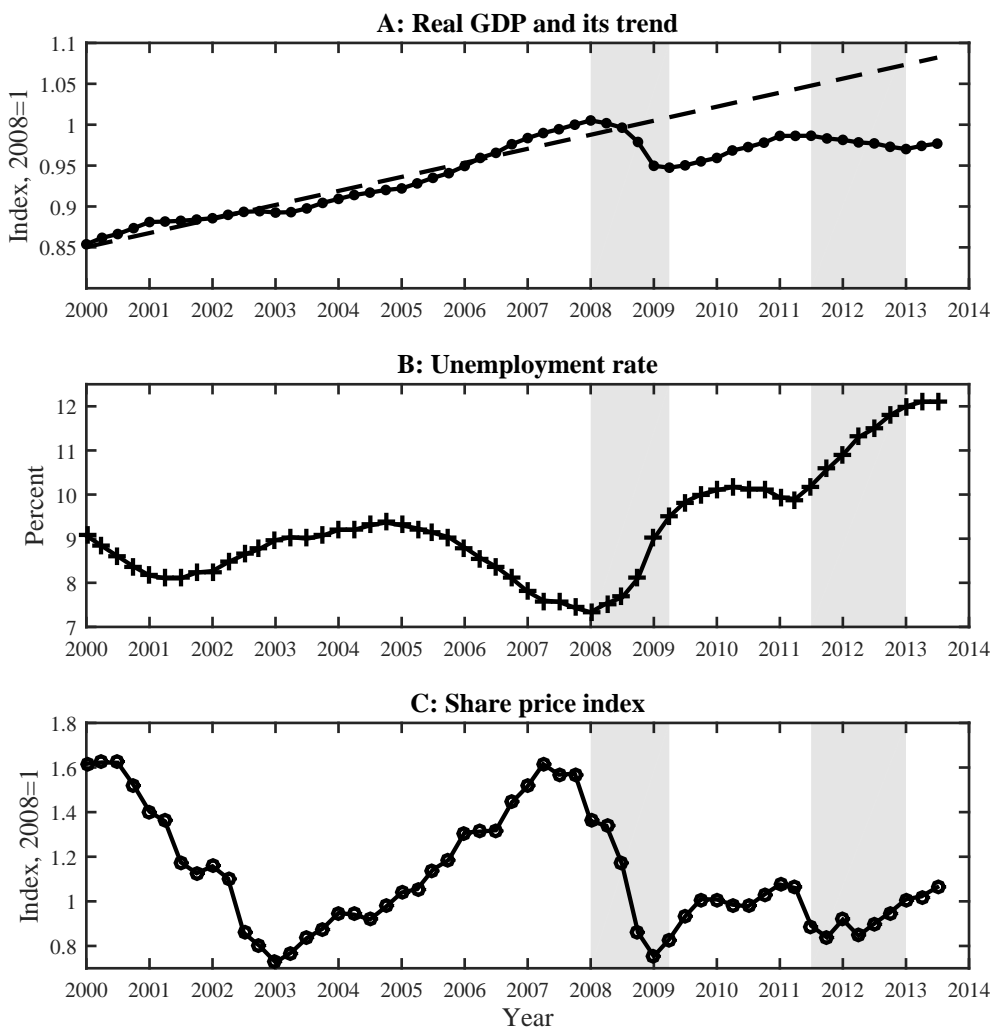 A: Real GDP and its trend
1.1
1.05
1
0.95
0.9
0.85
Index, 2008=1
2000 2001 2002 2003 2004 2005 2006 2007 2008 2009 2010 2011 2012 2013 2014
B: Unemployment rate
12
11
10
9
8
7
Percent
2000 2001 2002 2003 2004 2005 2006 2007 2008 2009 2010 2011 2012 2013 2014
C: Share price index
1.8
1.6
1.4
1.2
1
0.8
Index, 2008=1
2000 2001 2002 2003 2004 2005 2006 2007 2008 2009 2010 2011 2012 2013 2014
Year